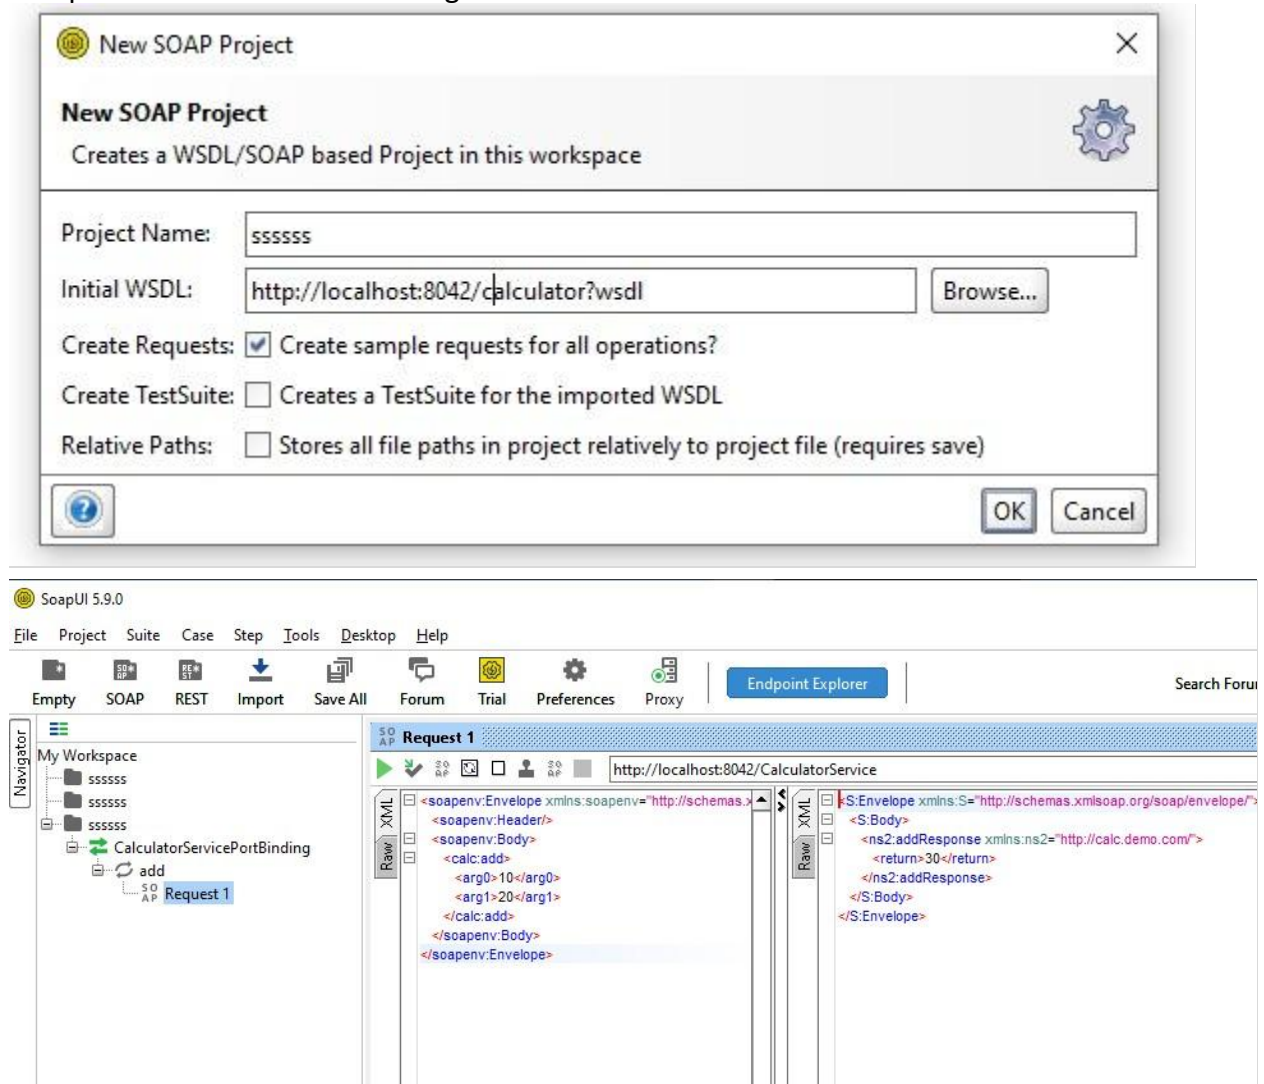 New SOAP Project
New SOAP Project
Creates a WSDL/SOAP based Project in this workspace
Project Name: ssssss
Initial WSDL: http://localhost:8042/calculator?wsdl Browse...
Create Requests: Create sample requests for all operations?
Create TestSuite: Creates a TestSuite for the imported WSDL
Relative Paths: Stores all file paths in project relatively to project file (requires save)
OK Cancel
SoapUI 5.9.0
File Project Suite Case Step Tools Desktop Help
Empty SOAP REST Import Save All Forum Trial Preferences Proxy Endpoint Explorer Search Foru
Navigator
My Workspace
ssssss
ssssss
ssssss
CalculatorServicePortBinding
add
SOAP Request 1
SOAP Request 1
http://localhost:8042/CalculatorService
XML
Raw
<soapenv:Envelope xmlns:soapenv="http://schemas.x
<soapenv:Header/>
<soapenv:Body>
<calc:add>
<arg0>10</arg0>
<arg1>20</arg1>
</calc:add>
</soapenv:Body>
</soapenv:Envelope>
XML
Raw
<S:Envelope xmlns:S="http://schemas.xmlsoap.org/soap/envelope/">
<S:Body>
<ns2:addResponse xmlns:ns2="http://calc.demo.com/">
<return>30</return>
</ns2:addResponse>
</S:Body>
</S:Envelope>